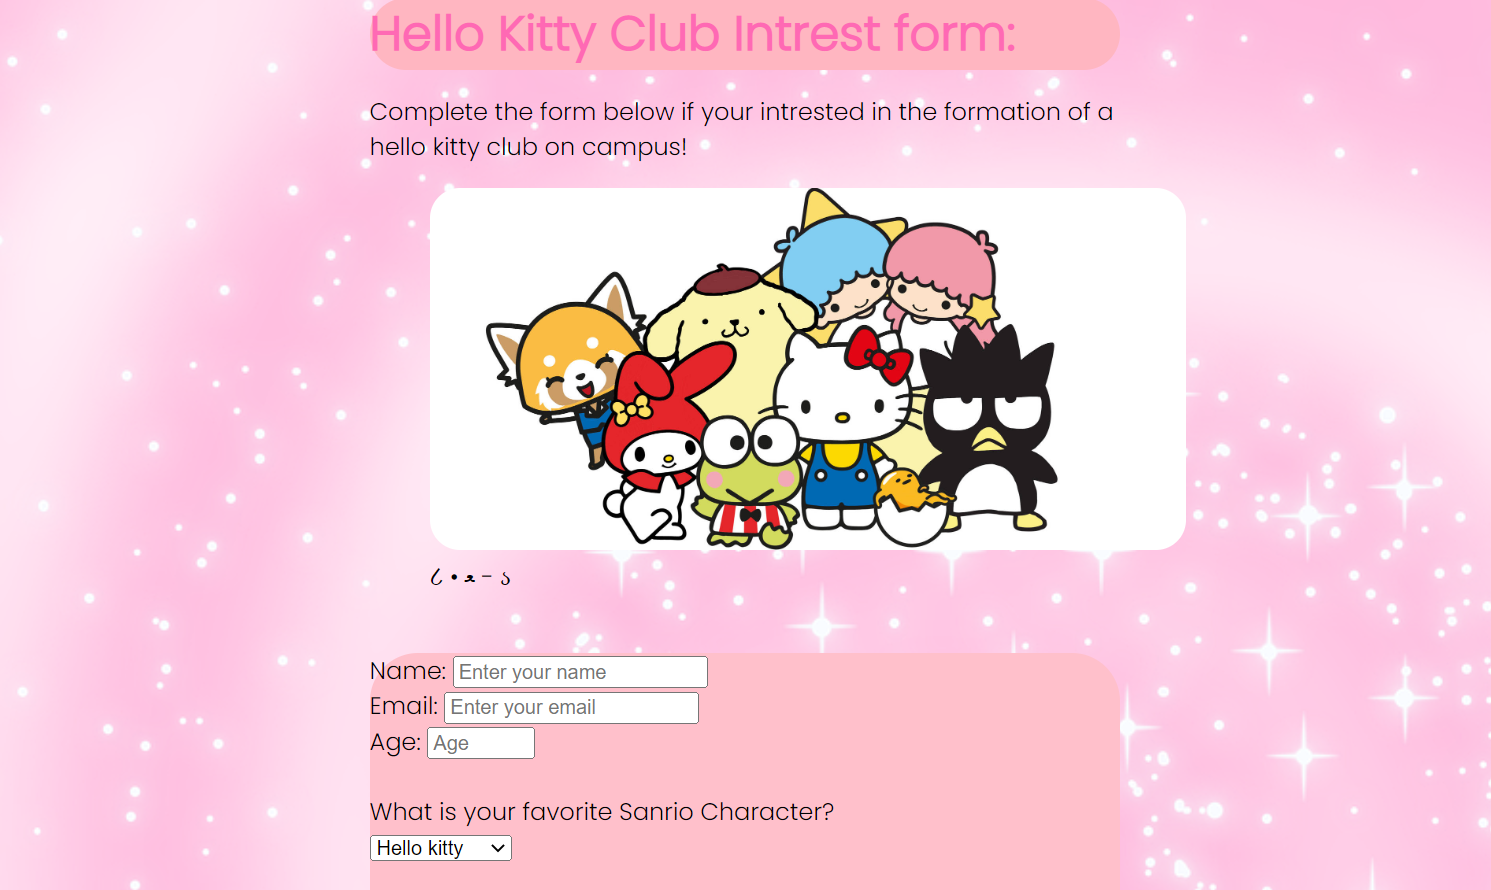 Hello Kitty Club Intrest form:
Complete the form below if your intrested in the formation of a
hello kitty club on campus!
Name: Enter your name
Email: Enter your email
Age: Age
What is your favorite Sanrio Character?
Hello kitty